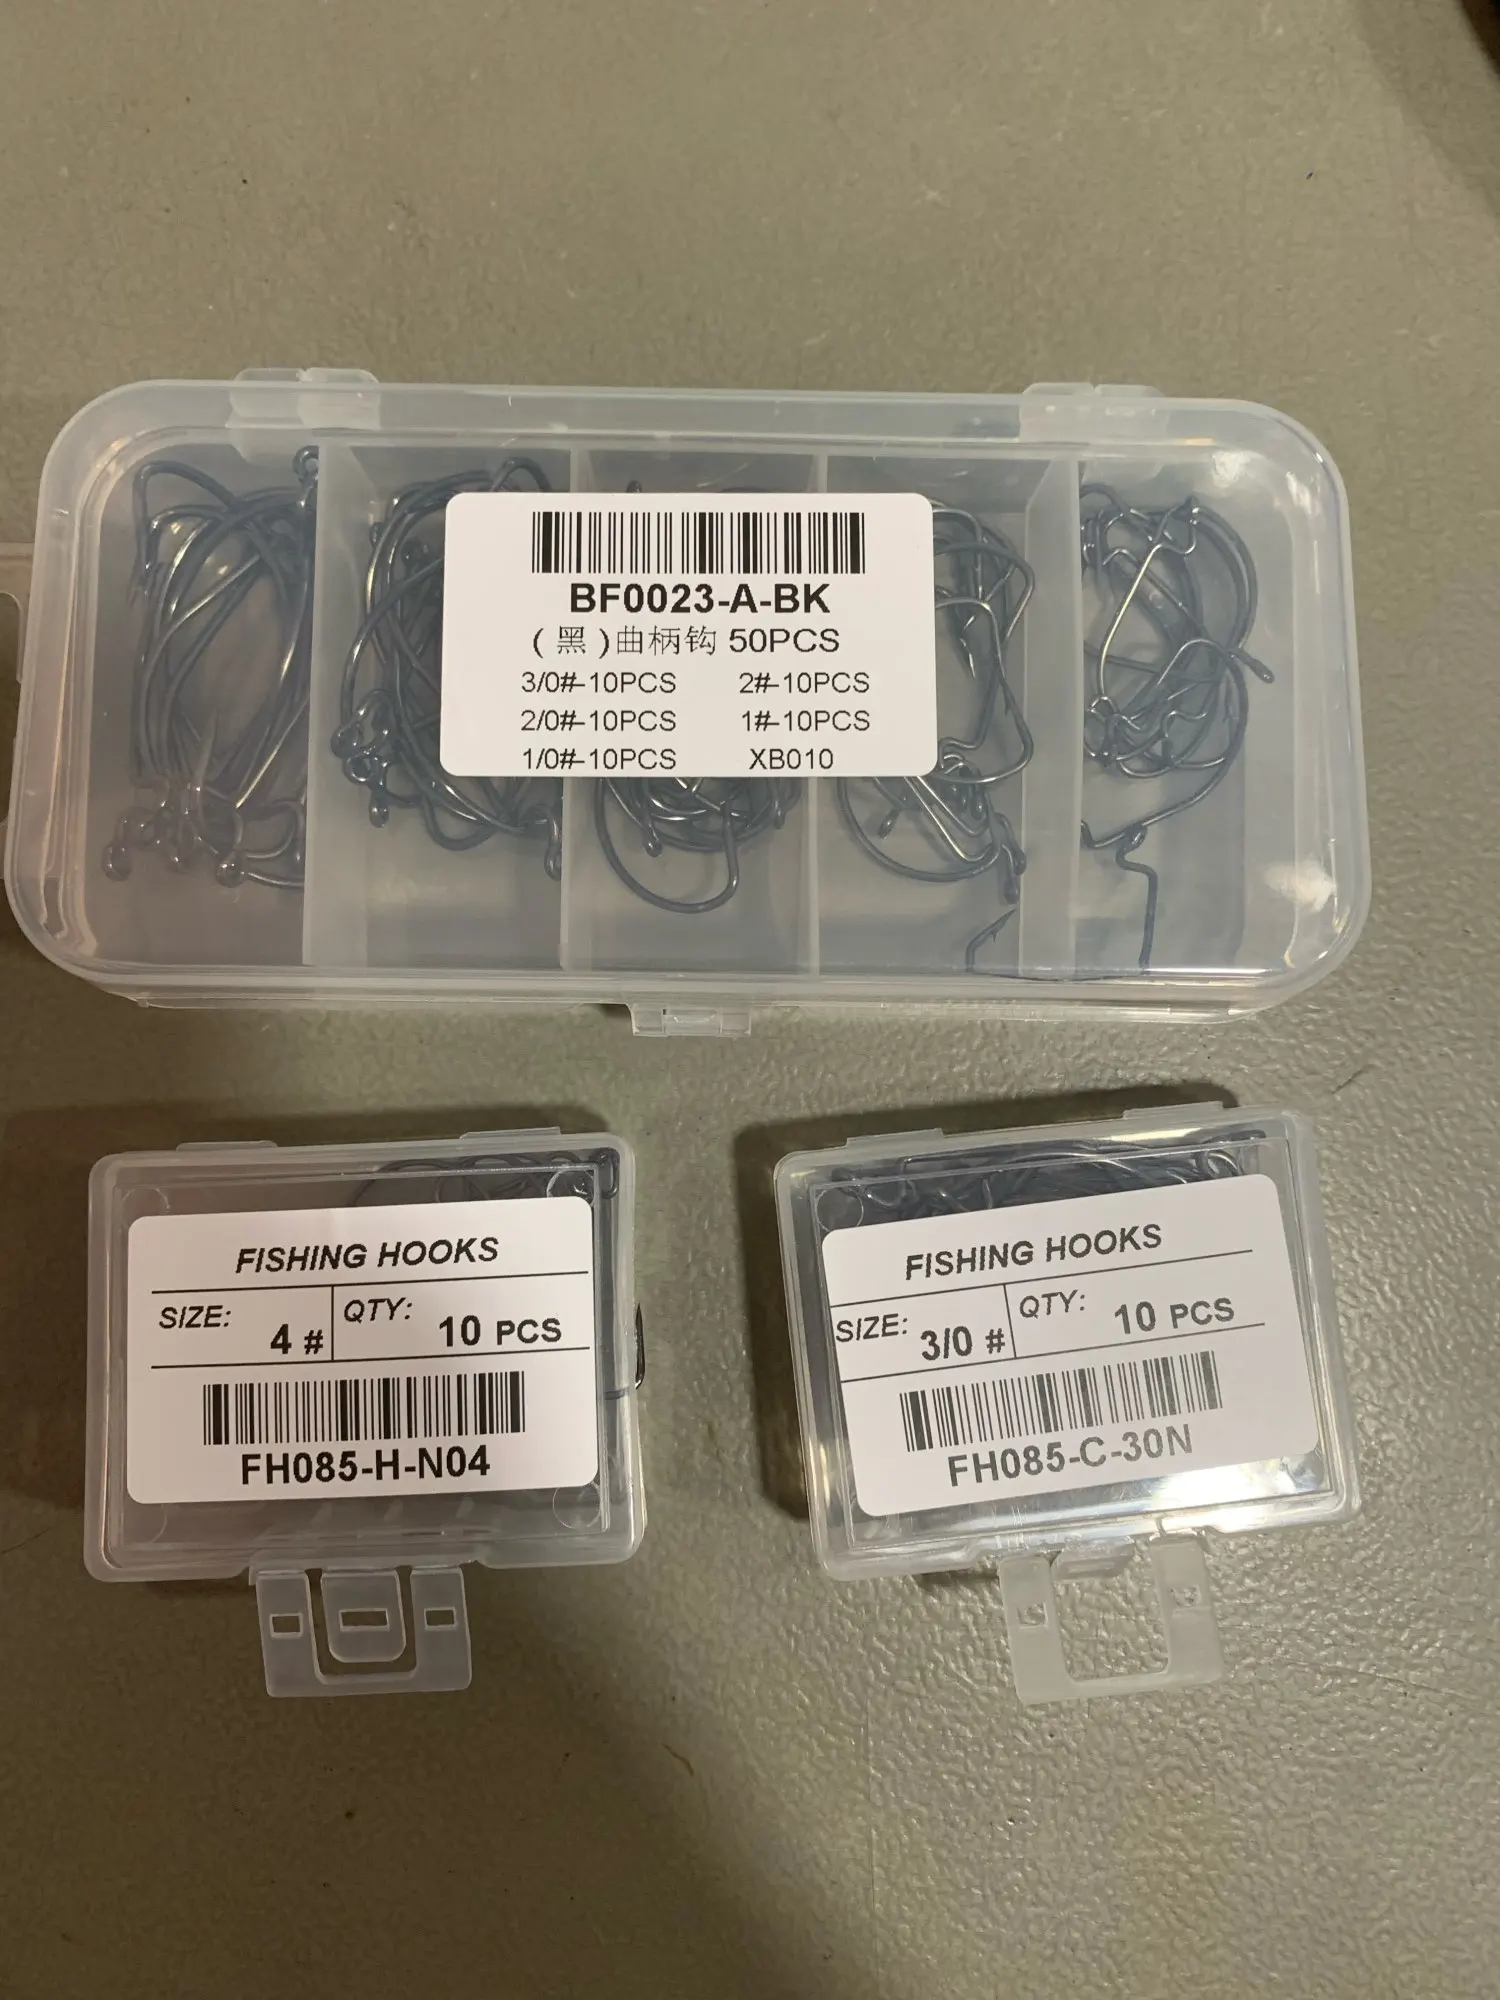 BF0023-A-BK
(黑)曲柄钩 50PCS
3/0#-10PCS 2#-10PCS
2/0#-10PCS 1#-10PCS
1/0#-10PCS XB010
FISHING HOOKS
SIZE: 4 # QTY: 10 PCS
FH085-H-N04
FISHING HOOKS
SIZE: 3/0 # QTY: 10 PCS
FH085-C-30N